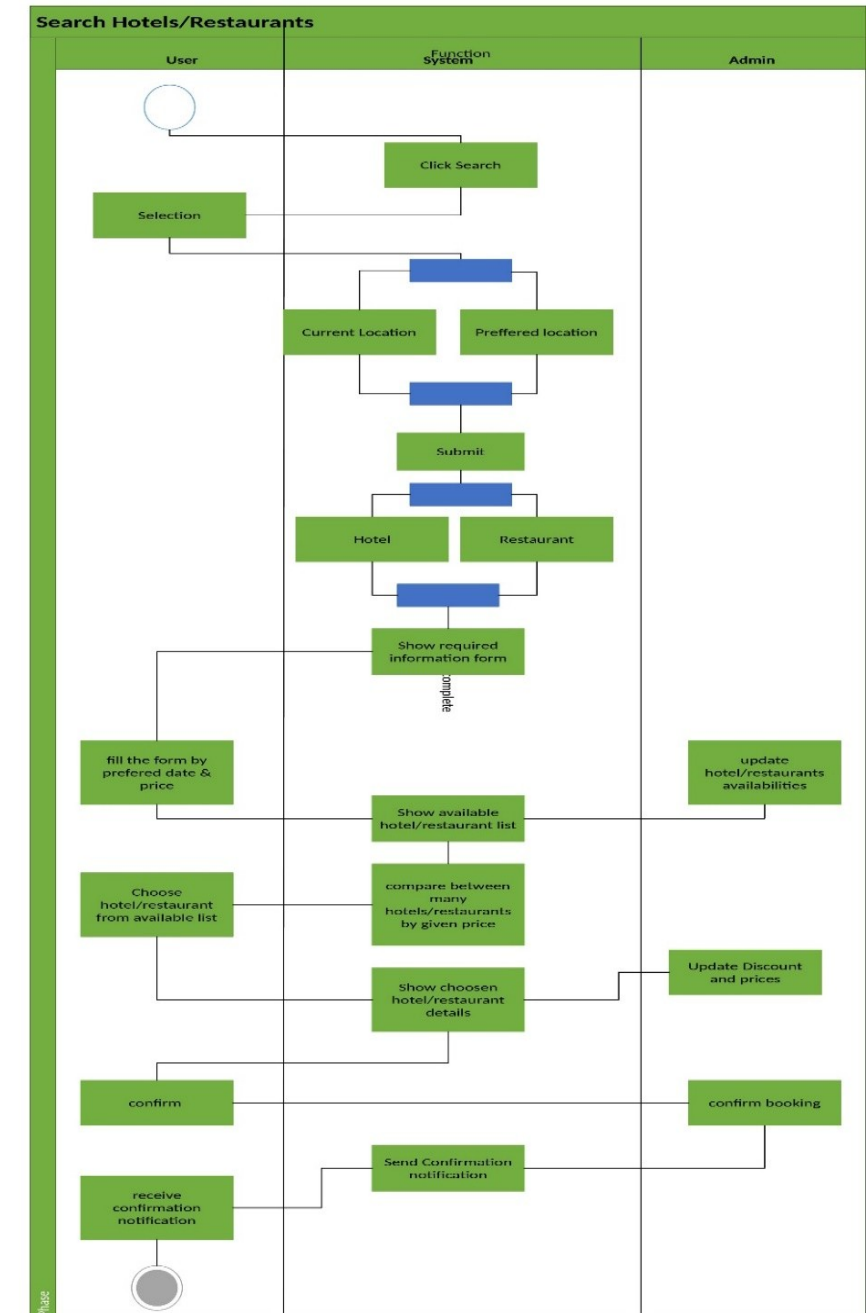 Search Hotels/Restaurants
Function
User
System
Admin
Click Search
Selection
Current Location
Preffered location
Submit
Hotel
Restaurant
Show required
information form
complete
fill the form by
prefered date &
price
update
hotel/restaurants
availabilities
Show available
hotel/restaurant list
Choose
hotel/restaurant
from available list
compare between
many
hotels/restaurants
by given price
Show choosen
hotel/restaurant
details
Update Discount
and prices
confirm
confirm booking
Send Confirmation
notification
receive
confirmation
notification
Phase